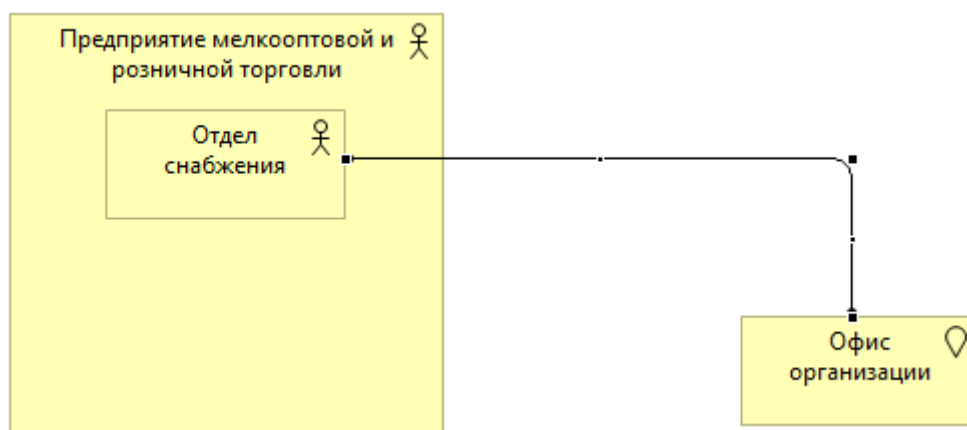 Предприятие мелкооптовой и
розничной торговли
Отдел
снабжения
Офис
организации